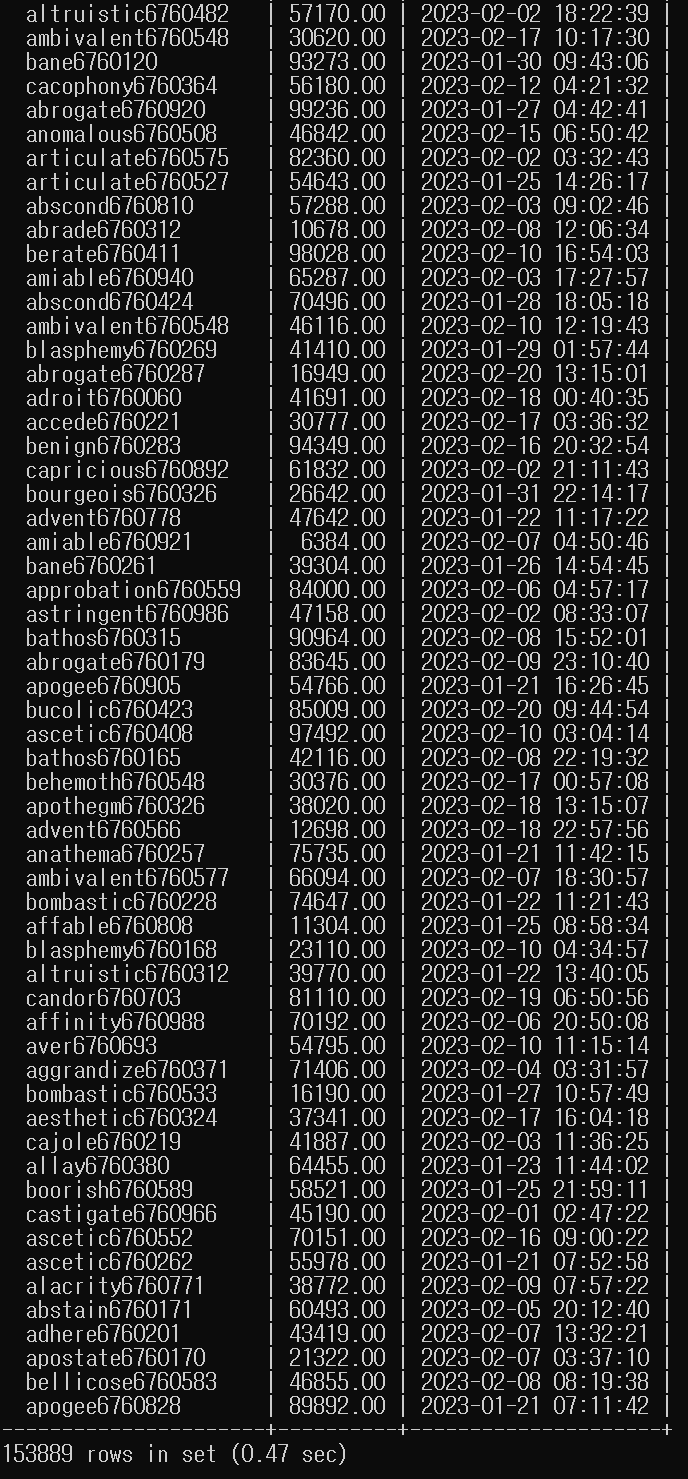 altruistic6760482 | 57170.00 | 2023-02-02 18:22:39 |
ambivalent6760548 | 30620.00 | 2023-02-17 10:17:30 |
bane6760120 | 93273.00 | 2023-01-30 09:43:06 |
cacophony6760364 | 56180.00 | 2023-02-12 04:21:32 |
abrogate6760920 | 99236.00 | 2023-01-27 04:42:41 |
anomalous6760508 | 46842.00 | 2023-02-15 06:50:42 |
articulate6760575 | 82360.00 | 2023-02-02 03:32:43 |
articulate6760527 | 54643.00 | 2023-01-25 14:26:17 |
abscond6760810 | 57288.00 | 2023-02-03 09:02:46 |
abrade6760312 | 10678.00 | 2023-02-08 12:06:34 |
berate6760411 | 98028.00 | 2023-02-10 16:54:03 |
amiable6760940 | 65287.00 | 2023-02-03 17:27:57 |
abscond6760424 | 70496.00 | 2023-01-28 18:05:18 |
ambivalent6760548 | 46116.00 | 2023-02-10 12:19:43 |
blasphemy6760269 | 41410.00 | 2023-01-29 01:57:44 |
abrogate6760287 | 16949.00 | 2023-02-20 13:15:01 |
adroit6760060 | 41691.00 | 2023-02-18 00:40:35 |
accede6760221 | 30777.00 | 2023-02-17 03:36:32 |
benign6760283 | 94349.00 | 2023-02-16 20:32:54 |
capricious6760892 | 61832.00 | 2023-02-02 21:11:43 |
bourgeois6760326 | 26642.00 | 2023-01-31 22:14:17 |
advent6760778 | 47642.00 | 2023-01-22 11:17:22 |
amiable6760921 | 6384.00 | 2023-02-07 04:50:46 |
bane6760261 | 39304.00 | 2023-01-26 14:54:45 |
approbation6760559 | 84000.00 | 2023-02-06 04:57:17 |
astringent6760986 | 47158.00 | 2023-02-02 08:33:07 |
bathos6760315 | 90964.00 | 2023-02-08 15:52:01 |
abrogate6760179 | 83645.00 | 2023-02-09 23:10:40 |
apogee6760905 | 54766.00 | 2023-01-21 16:26:45 |
bucolic6760423 | 85009.00 | 2023-02-20 09:44:54 |
ascetic6760408 | 97492.00 | 2023-02-10 03:04:14 |
bathos6760165 | 42116.00 | 2023-02-08 22:19:32 |
behemoth6760548 | 30376.00 | 2023-02-17 00:57:08 |
apothegm6760326 | 38020.00 | 2023-02-18 13:15:07 |
advent6760566 | 12698.00 | 2023-02-18 22:57:56 |
anathema6760257 | 75735.00 | 2023-01-21 11:42:15 |
ambivalent6760577 | 66094.00 | 2023-02-07 18:30:57 |
bombastic6760228 | 74647.00 | 2023-01-22 11:21:43 |
affable6760808 | 11304.00 | 2023-01-25 08:58:34 |
blasphemy6760168 | 23110.00 | 2023-02-10 04:34:57 |
altruistic6760312 | 39770.00 | 2023-01-22 13:40:05 |
candor6760703 | 81110.00 | 2023-02-19 06:50:56 |
affinity6760988 | 70192.00 | 2023-02-06 20:50:08 |
aver6760693 | 54795.00 | 2023-02-10 11:15:14 |
aggrandize6760371 | 71406.00 | 2023-02-04 03:31:57 |
bombastic6760533 | 16190.00 | 2023-01-27 10:57:49 |
aesthetic6760324 | 37341.00 | 2023-02-17 16:04:18 |
cajole6760219 | 41887.00 | 2023-02-03 11:36:25 |
allay6760380 | 64455.00 | 2023-01-23 11:44:02 |
boorish6760589 | 58521.00 | 2023-01-25 21:59:11 |
castigate6760966 | 45190.00 | 2023-02-01 02:47:22 |
ascetic6760552 | 70151.00 | 2023-02-16 09:00:22 |
ascetic6760262 | 55978.00 | 2023-01-21 07:52:58 |
alacrity6760771 | 38772.00 | 2023-02-09 07:57:22 |
abstain6760171 | 60493.00 | 2023-02-05 20:12:40 |
adhere6760201 | 43419.00 | 2023-02-07 13:32:21 |
apostate6760170 | 21322.00 | 2023-02-07 03:37:10 |
bellicose6760583 | 46855.00 | 2023-02-08 08:19:38 |
apogee6760828 | 89892.00 | 2023-01-21 07:11:42 |
----------------------+----------+---------------------+
153889 rows in set (0.47 sec)